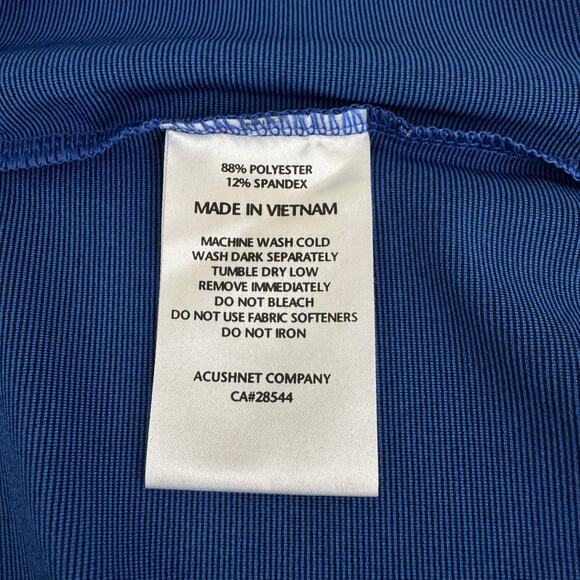 88% POLYESTER
12% SPANDEX
MADE IN VIETNAM
MACHINE WASH COLD
WASH DARK SEPARATELY
TUMBLE DRY LOW
REMOVE IMMEDIATELY
DO NOT BLEACH
DO NOT USE FABRIC SOFTENERS
DO NOT IRON
ACUSHNET COMPANY
CA#28544